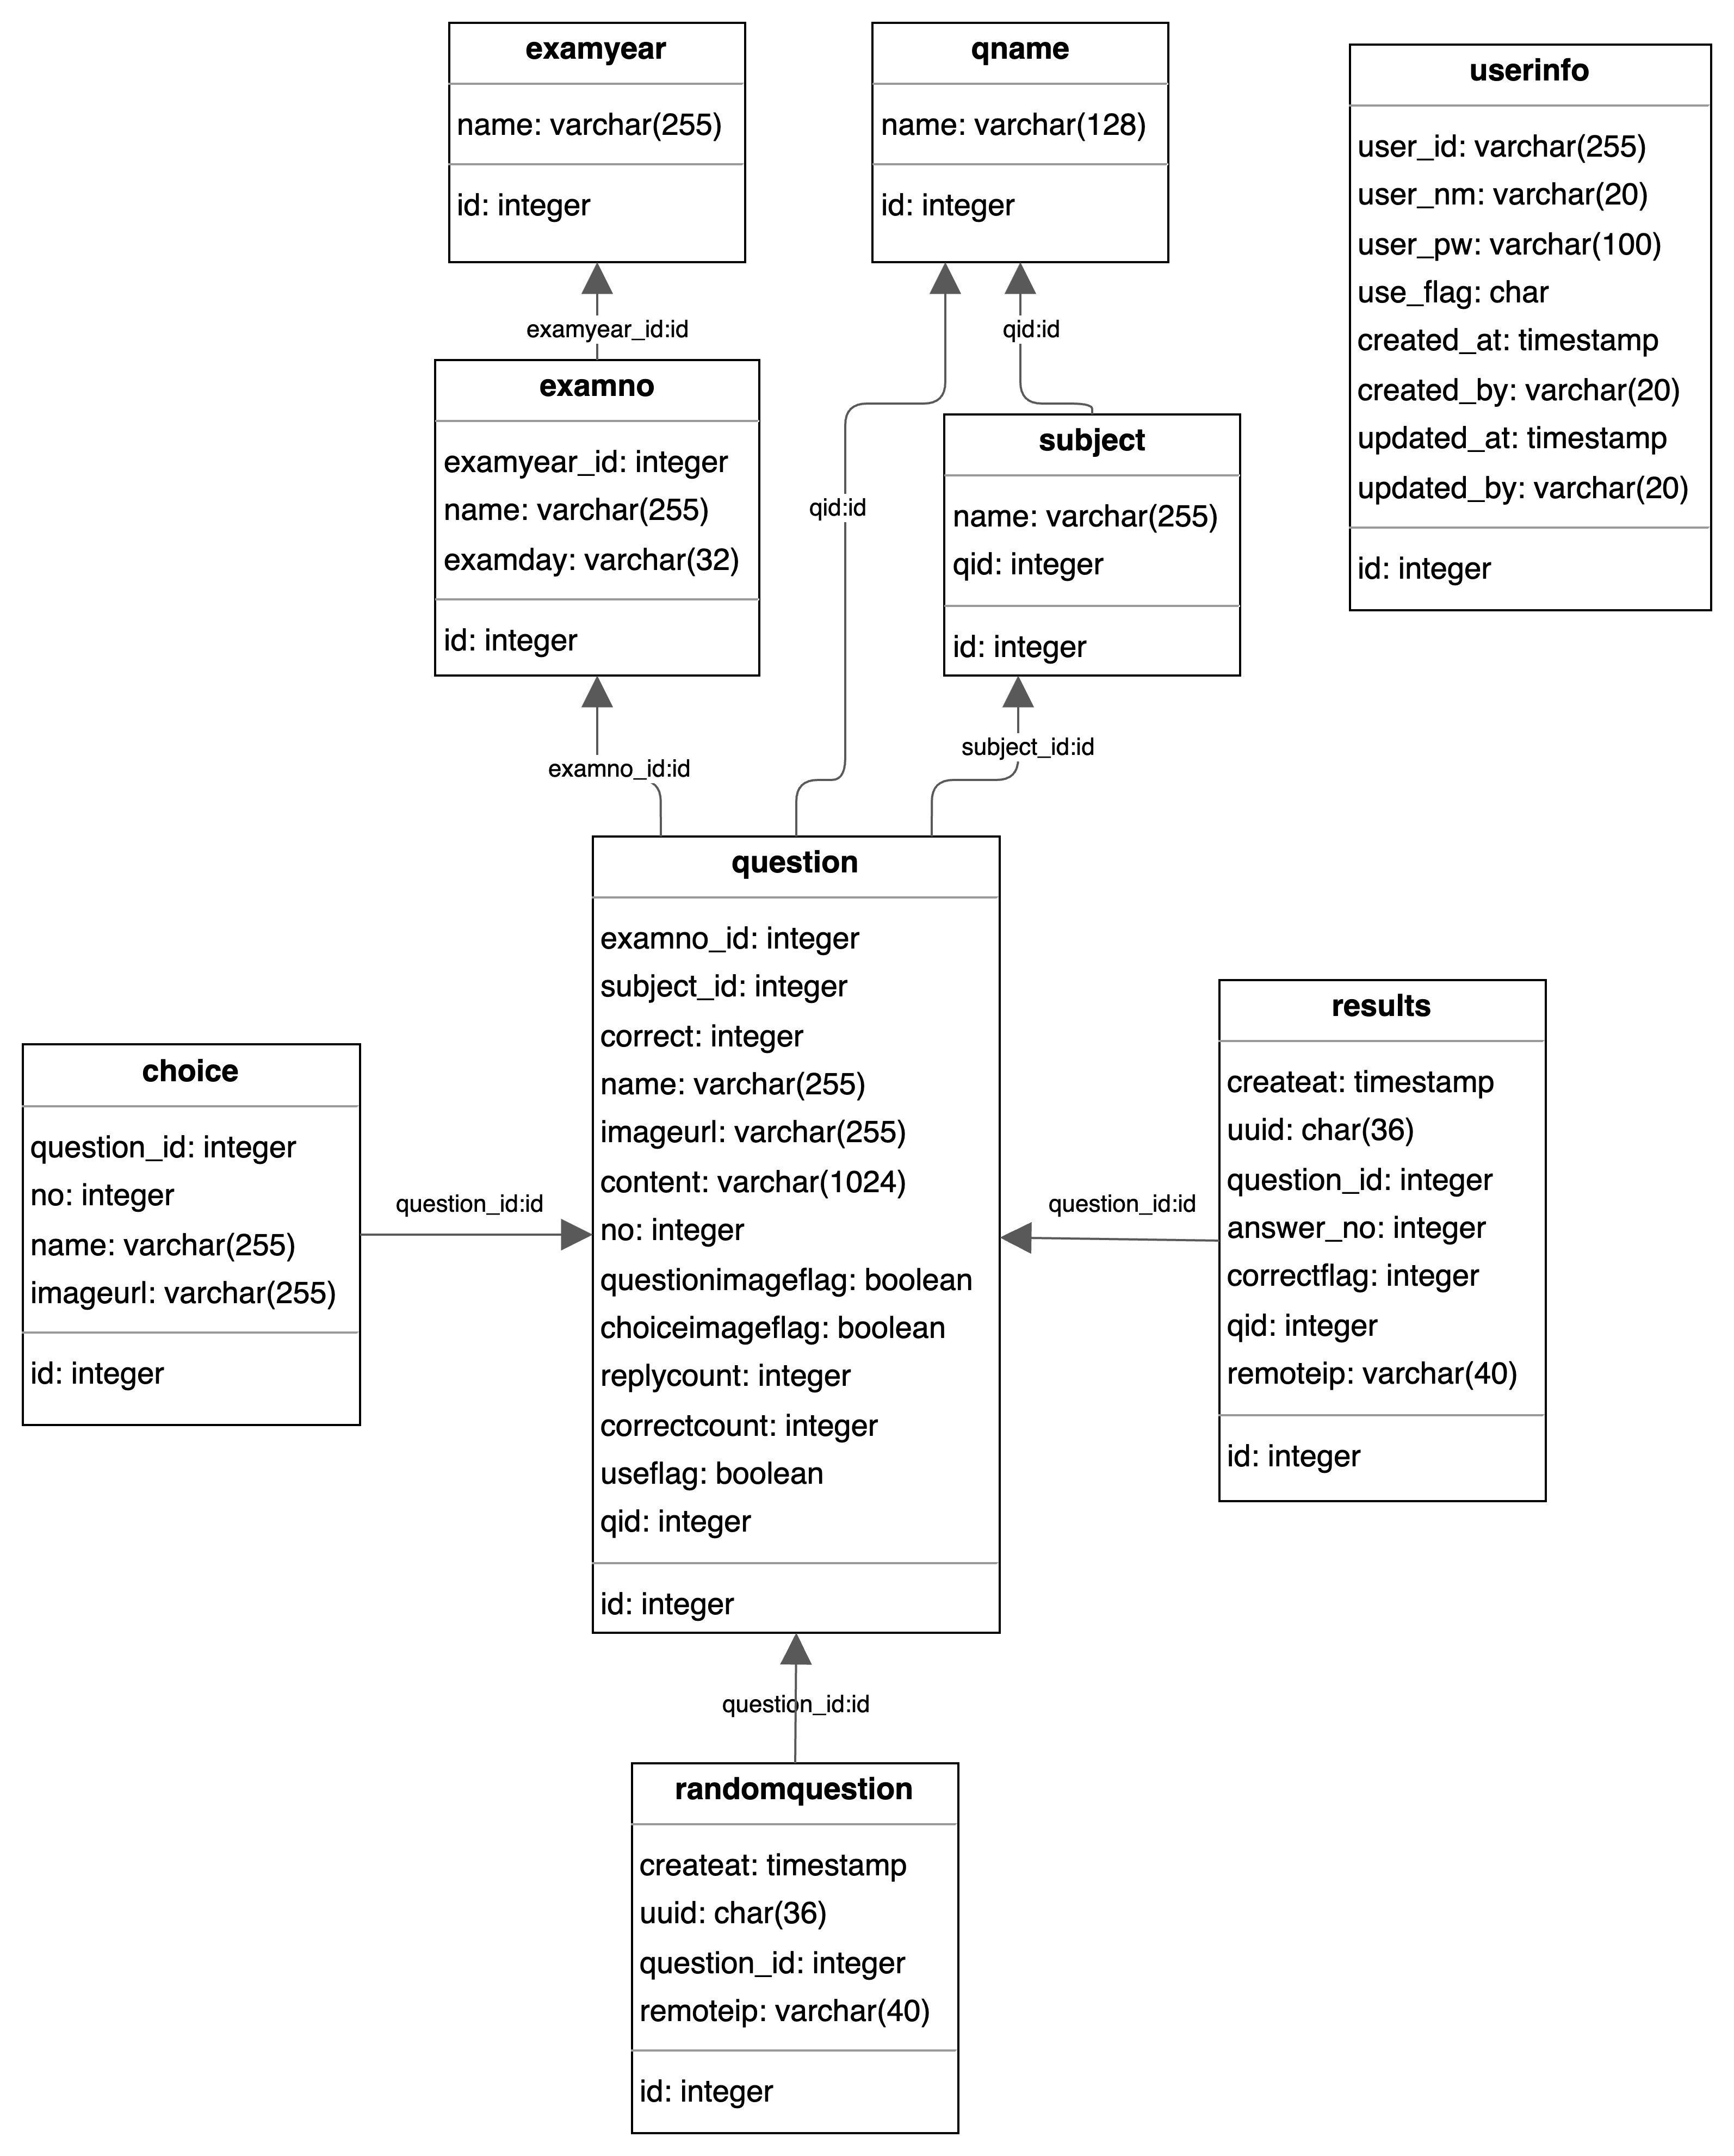 examyear
name: varchar(255)
id: integer
qname
name: varchar(128)
id: integer
userinfo
user_id: varchar(255)
user_nm: varchar(20)
user_pw: varchar(100)
use_flag: char
created_at: timestamp
created_by: varchar(20)
updated_at: timestamp
updated_by: varchar(20)
id: integer
examyear_id:id
qid:id
examno
examyear_id: integer
name: varchar(255)
examday: varchar(32)
id: integer
qid:id
subject
name: varchar(255)
qid: integer
id: integer
examno_id:id
subject_id:id
question
examno_id: integer
subject_id: integer
correct: integer
name: varchar(255)
imageurl: varchar(255)
content: varchar(1024)
no: integer
questionimageflag: boolean
choiceimageflag: boolean
replycount: integer
correctcount: integer
useflag: boolean
qid: integer
id: integer
choice
question_id: integer
no: integer
name: varchar(255)
imageurl: varchar(255)
id: integer
question_id:id
question_id:id
results
createat: timestamp
uuid: char(36)
question_id: integer
answer_no: integer
correctflag: integer
qid: integer
remoteip: varchar(40)
id: integer
question_id:id
randomquestion
createat: timestamp
uuid: char(36)
question_id: integer
remoteip: varchar(40)
id: integer